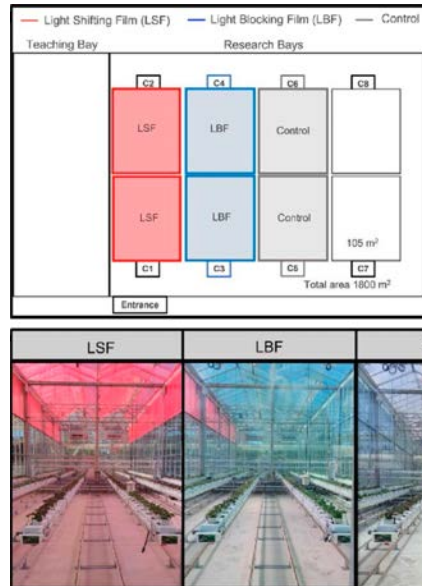 Light Shifting Film (LSF) Light Blocking Film (LBF) Control
Teaching Bay Research Bays
C2 C4 C6 C8
LSF LBF Control
LSF LBF Control
105 m²
C1 C3 C5 C7
Total area 1800 m²
Entrance
LSF LBF